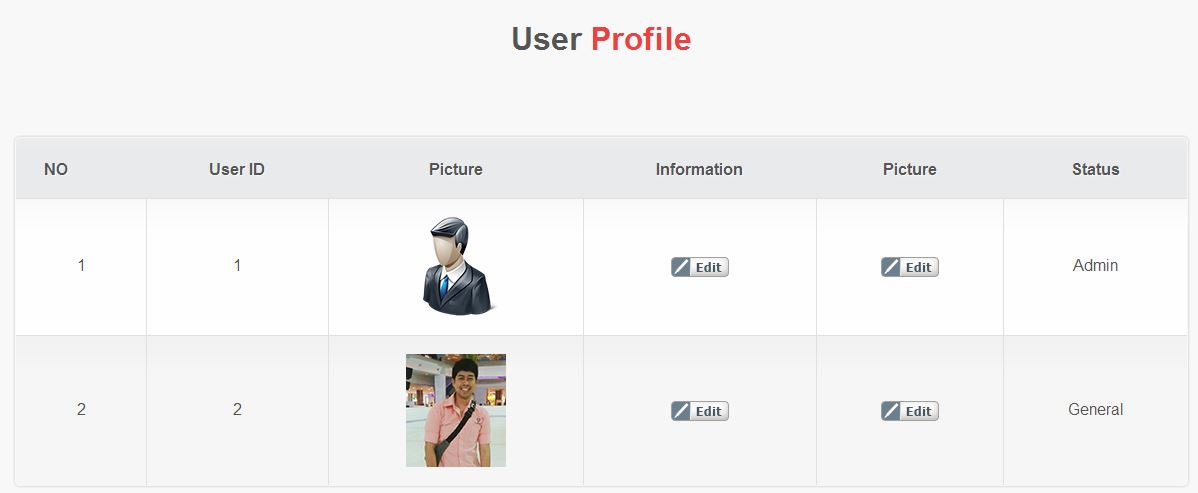 User Profile
NO User ID Picture Information Picture Status
1 1 Edit Edit Admin
2 2 Edit Edit General